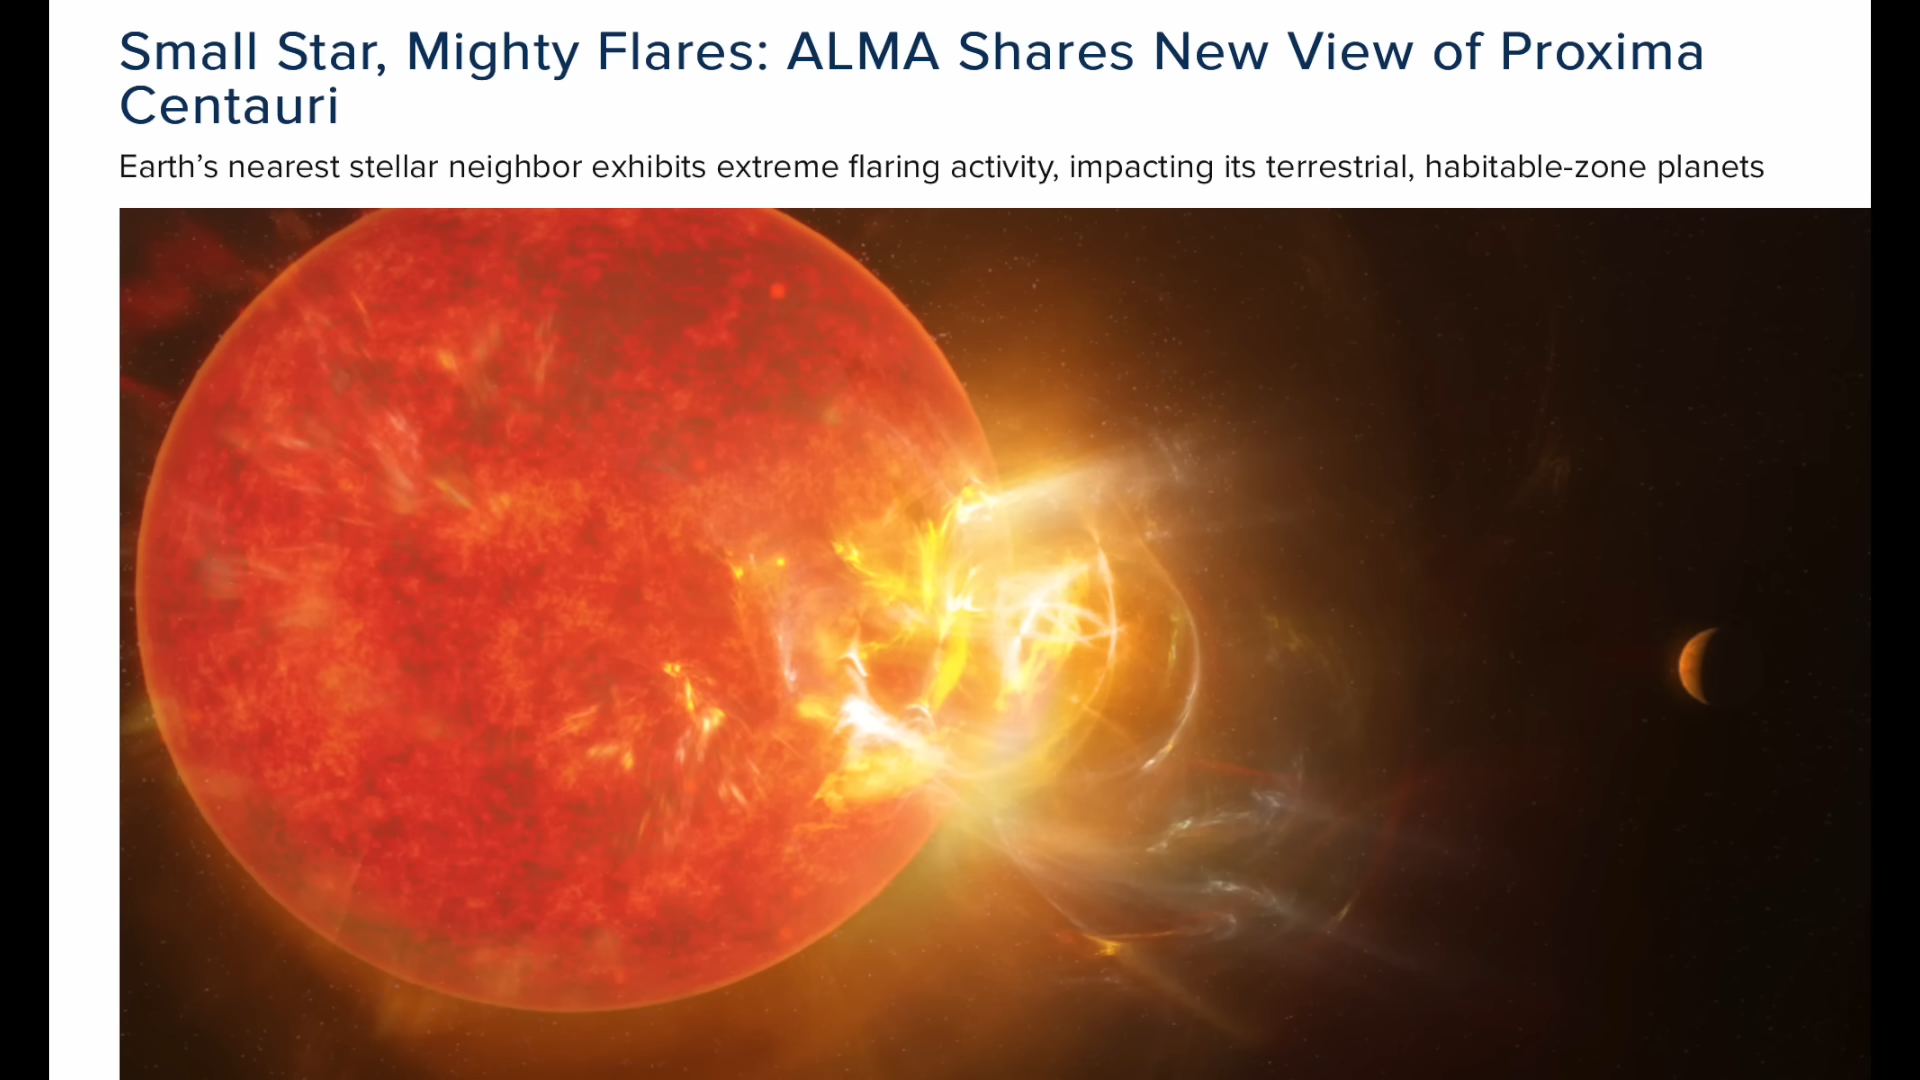 Small Star, Mighty Flares: ALMA Shares New View of Proxima
Centauri
Earth’s nearest stellar neighbor exhibits extreme flaring activity, impacting its terrestrial, habitable-zone planets